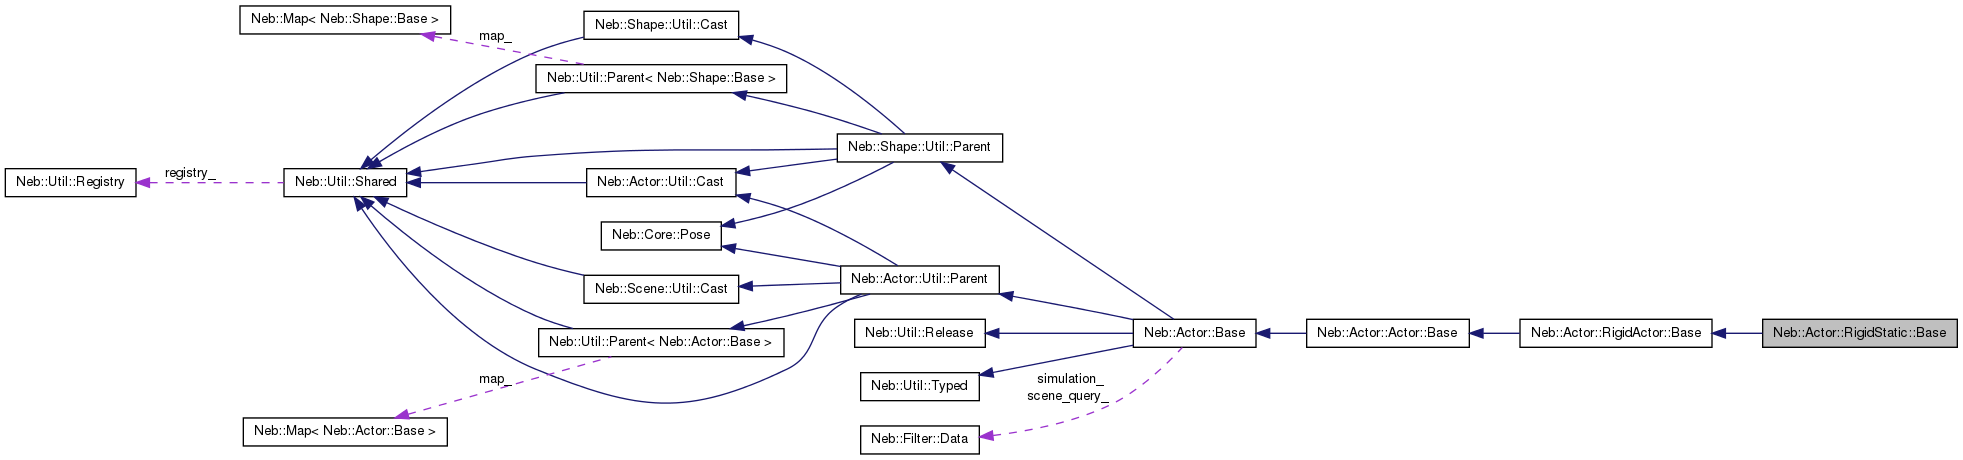 Neb::Map< Neb::Shape::Base >
Neb::Shape::Util::Cast
map_
Neb::Util::Parent< Neb::Shape::Base >
Neb::Shape::Util::Parent
Neb::Util::Registry
registry_
Neb::Util::Shared
Neb::Actor::Util::Cast
Neb::Core::Pose
Neb::Actor::Util::Parent
Neb::Scene::Util::Cast
Neb::Util::Release
Neb::Actor::Base
Neb::Actor::Actor::Base
Neb::Actor::RigidActor::Base
Neb::Actor::RigidStatic::Base
Neb::Util::Parent< Neb::Actor::Base >
map_
Neb::Util::Typed
simulation_
scene_query_
Neb::Map< Neb::Actor::Base >
Neb::Filter::Data